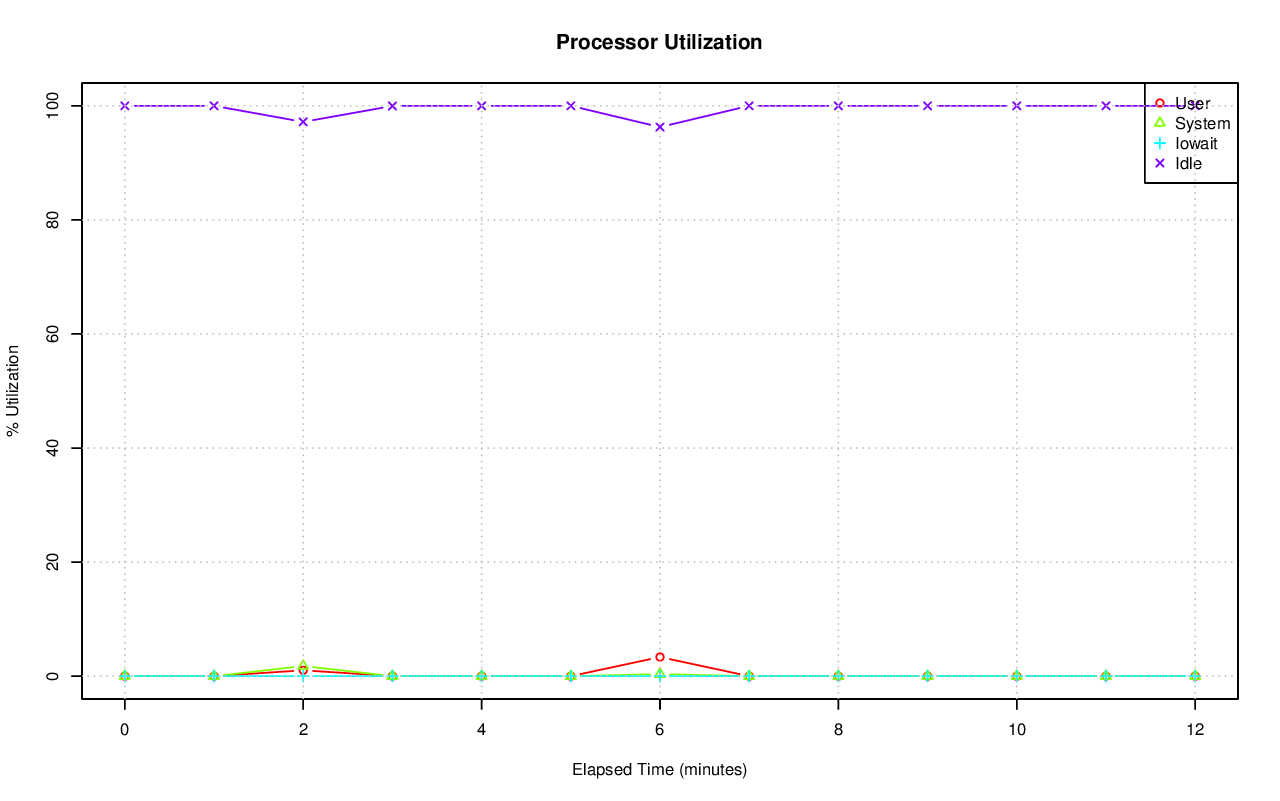 Processor Utilization
User
System
Iowait
Idle
% Utilization
100
80
60
40
20
0
0 2 4 6 8 10 12
Elapsed Time (minutes)